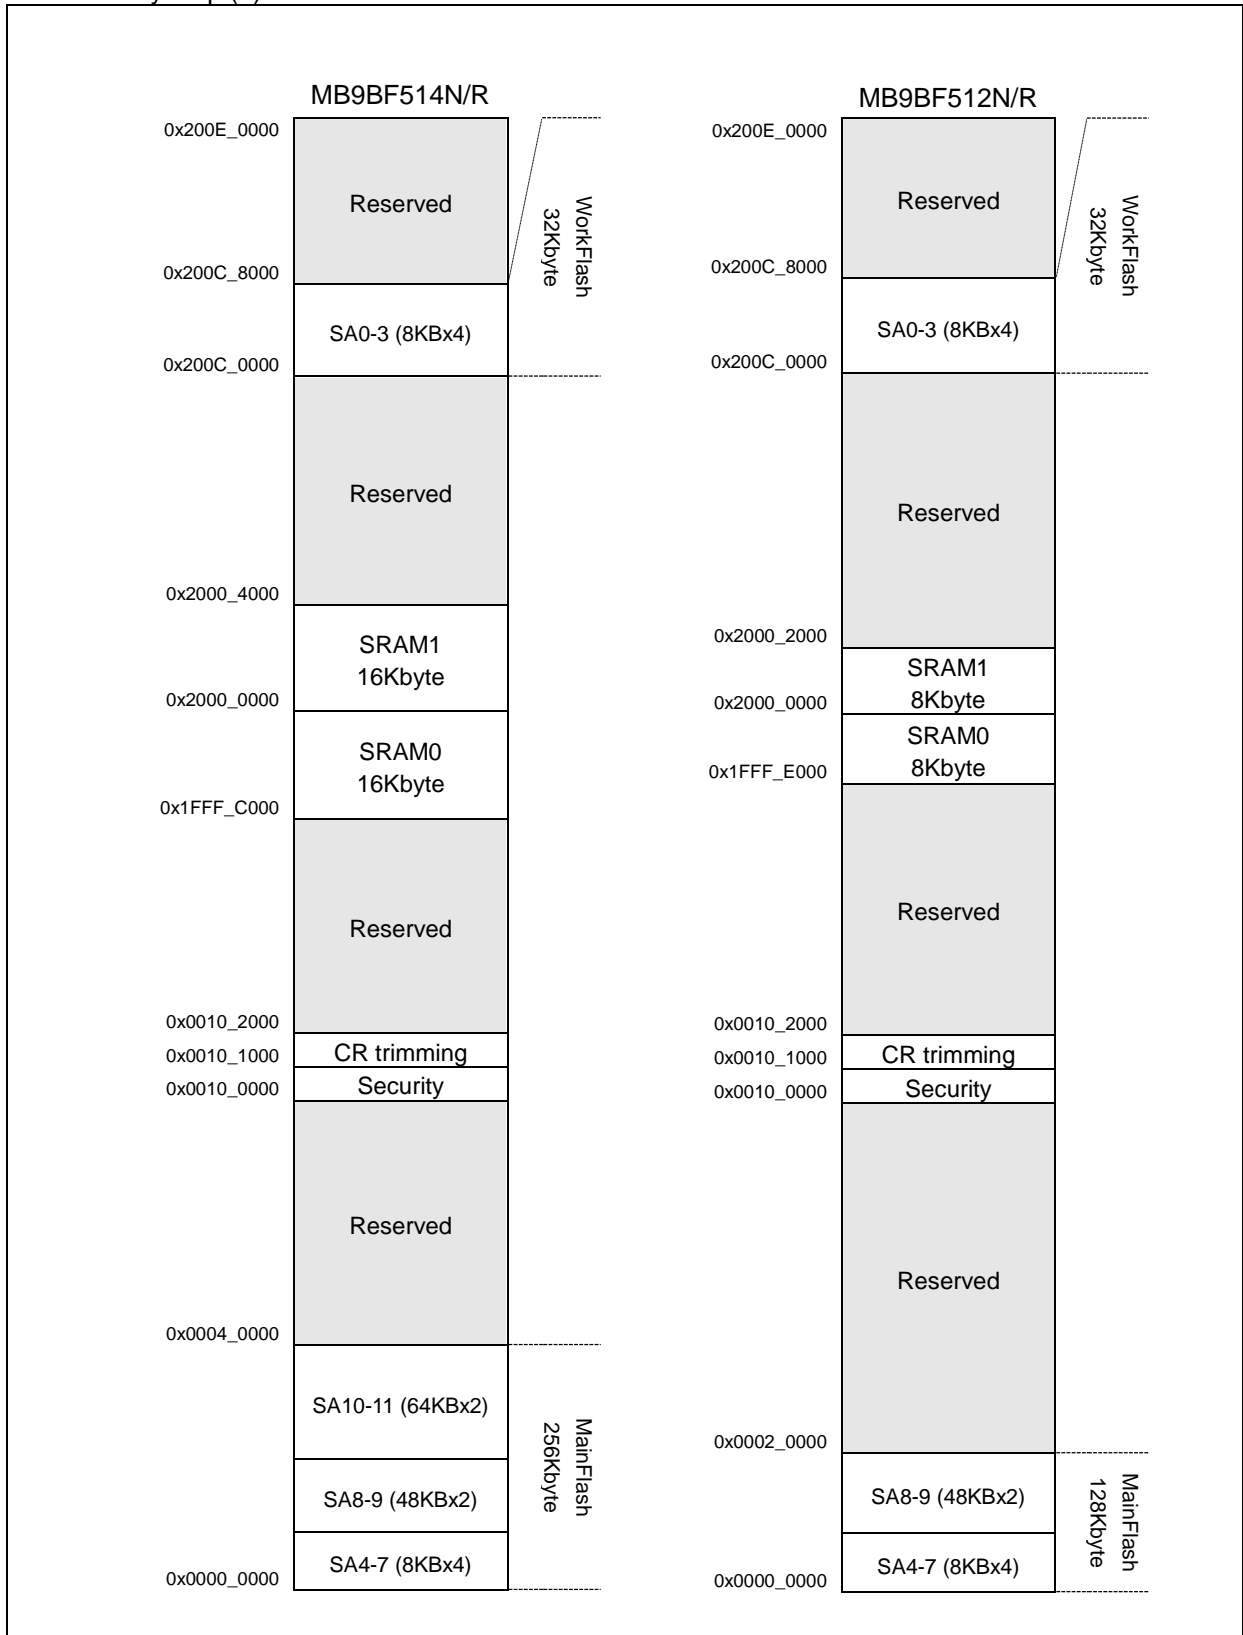 MB9BF514N/R
0x200E_0000
Reserved
WorkFlash
32Kbyte
0x200C_8000
SA0-3 (8KBx4)
0x200C_0000
Reserved
0x2000_4000
SRAM1
16Kbyte
0x2000_0000
SRAM0
16Kbyte
0x1FFF_C000
Reserved
0x0010_2000
CR trimming
0x0010_1000
Security
0x0010_0000
Reserved
0x0004_0000
SA10-11 (64KBx2)
MainFlash
256Kbyte
SA8-9 (48KBx2)
SA4-7 (8KBx4)
0x0000_0000
MB9BF512N/R
0x200E_0000
Reserved
WorkFlash
32Kbyte
0x200C_8000
SA0-3 (8KBx4)
0x200C_0000
Reserved
0x2000_2000
SRAM1
8Kbyte
0x2000_0000
SRAM0
8Kbyte
0x1FFF_E000
Reserved
0x0010_2000
CR trimming
0x0010_1000
Security
0x0010_0000
Reserved
0x0002_0000
SA8-9 (48KBx2)
MainFlash
128Kbyte
SA4-7 (8KBx4)
0x0000_0000